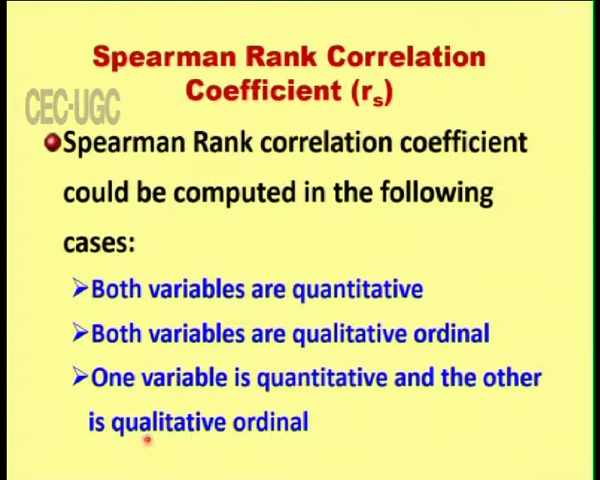 Spearman Rank Correlation
Coefficient (rs)
CEC-UGC
Spearman Rank correlation coefficient
could be computed in the following
cases:
Both variables are quantitative
Both variables are qualitative ordinal
One variable is quantitative and the other
is qualitative ordinal